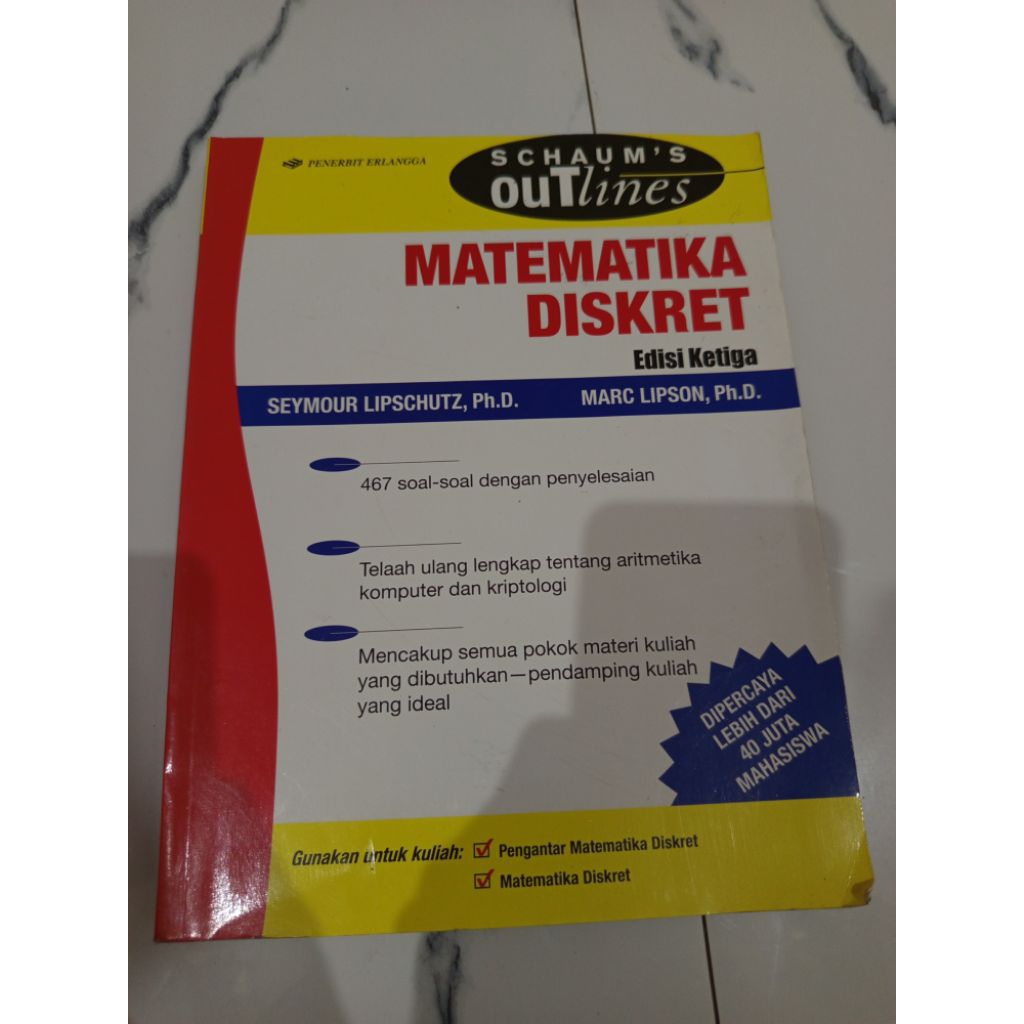 PENERBIT ERLANGGA
SCHAUM'S
OUTlines
MATEMATIKA
DISKRET
Edisi Ketiga
SEYMOUR LIPSCHUTZ, Ph.D. MARC LIPSON, Ph.D.
467 soal-soal dengan penyelesaian
Telaah ulang lengkap tentang aritmetika
komputer dan kriptologi
Mencakup semua pokok materi kuliah
yang dibutuhkan—pendamping kuliah
yang ideal
DIPERCAYA
LEBIH DARI
40 JUTA
MAHASISWA
Gunakan untuk kuliah: Pengantar Matematika Diskret
Matematika Diskret